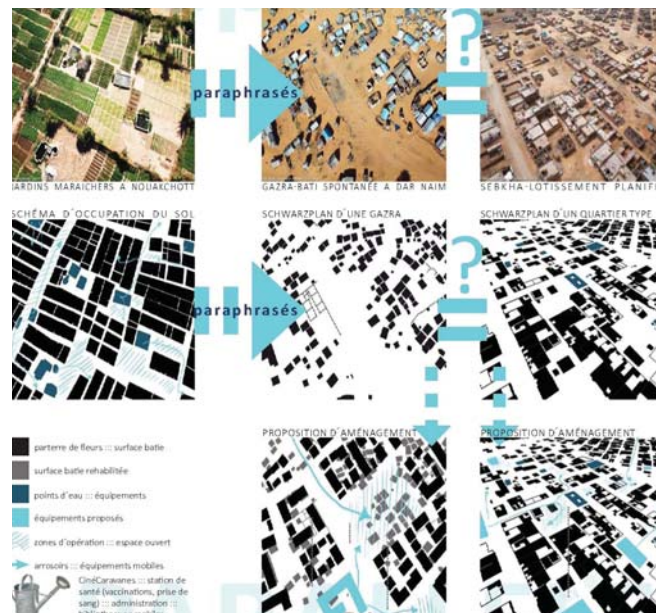 paraphrasés
?
JARDINS MARAICHERS A NOUAKCHOTT
GAZRA-BATI SPONTANÉE A DAR NAIM
SEBKHA-LOTISSEMENT PLANIFI
SCHÉMA D'OCCUPATION DU SOL
SCHWARZPLAN D'UNE GAZRA
SCHWARZPLAN D'UN QUARTIER TYPE
paraphrasés
?
PROPOSITION D'AMÉNAGEMENT
PROPOSITION D'AMÉNAGEMENT
parterre de fleurs ::: surface batie
surface batie rehabilitée
points d'eau ::: équipements
équipements proposés
zones d'opération ::: espace ouvert
arrosoirs ::: équipements mobiles
CinéCaravanes ::: station de
santé (vaccinations, prise de
sang) ::: administration :::